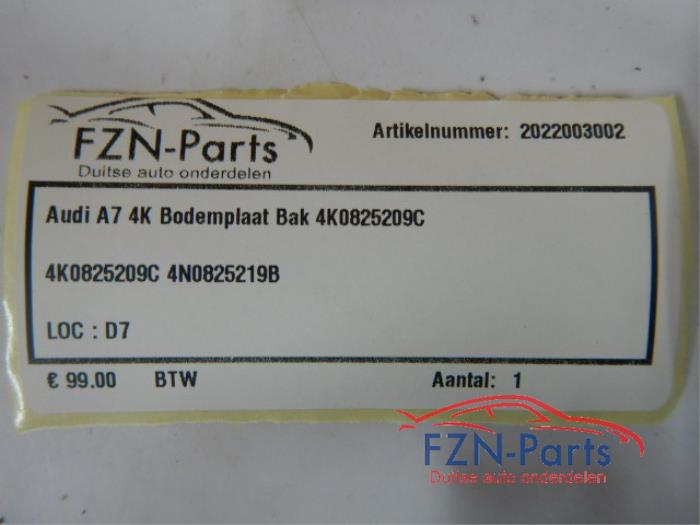 FZN-Parts
Duitse auto onderdelen
Artikelnummer: 2022003002
Audi A7 4K Bodemplaat Bak 4K0825209C
4K0825209C 4N0825219B
LOC : D7
€ 99.00 BTW Aantal: 1
FZN-Parts
Duitse auto onderdelen